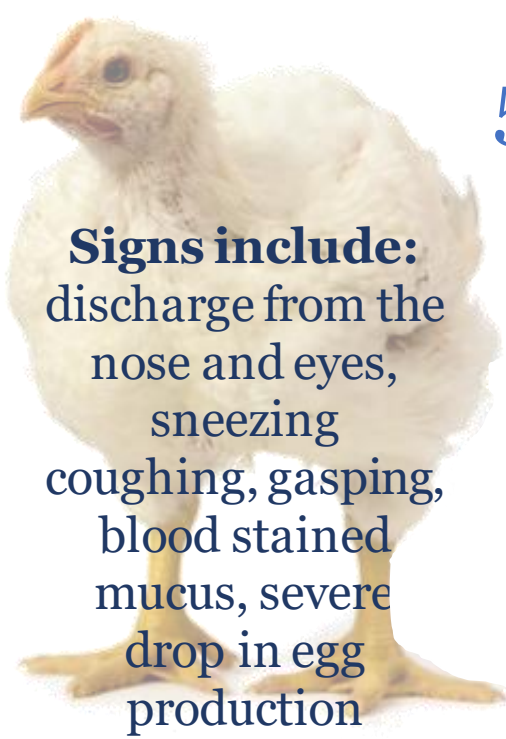 5
Signs include:
discharge from the
nose and eyes,
sneezing
coughing, gasping,
blood stained
mucus, severe
drop in egg
production